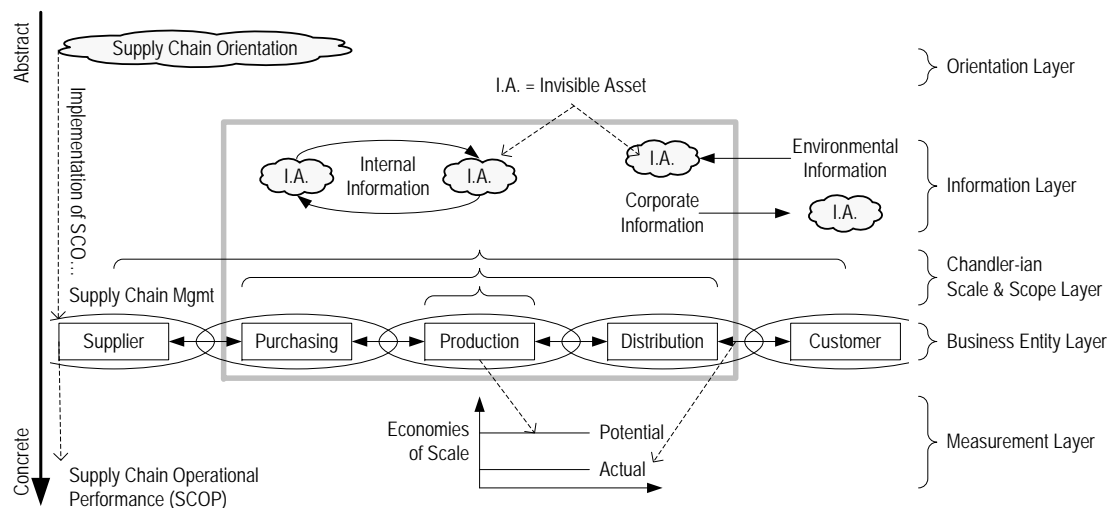 Abstract
Supply Chain Orientation
Orientation Layer
I.A. = Invisible Asset
Implementation of SCO...
I.A.
Internal
Information
I.A.
I.A.
Environmental
Information
Corporate
Information
I.A.
Information Layer
Chandler-ian
Scale & Scope Layer
Supply Chain Mgmt
Supplier
Purchasing
Production
Distribution
Customer
Business Entity Layer
Economies
of Scale
Potential
Actual
Measurement Layer
Concrete
Supply Chain Operational
Performance (SCOP)